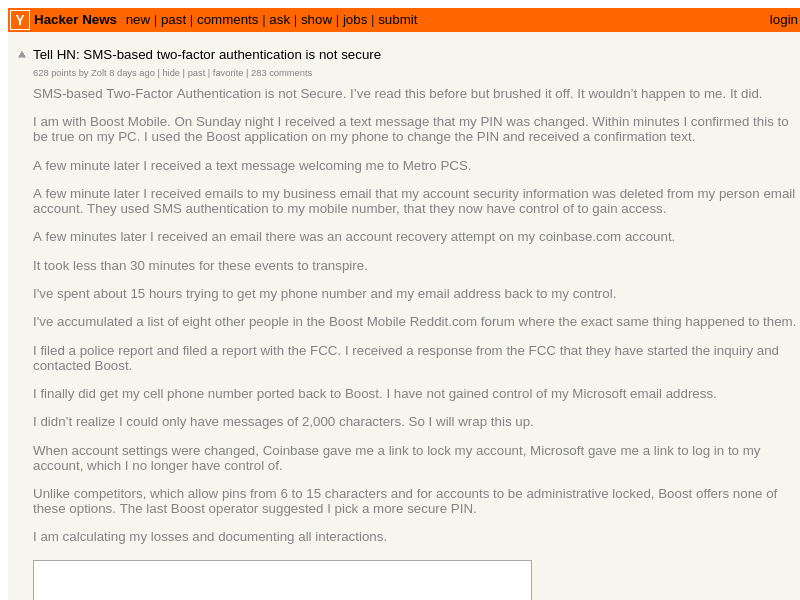 Y Hacker News new | past | comments | ask | show | jobs | submit login
Tell HN: SMS-based two-factor authentication is not secure
628 points by Zolt 8 days ago | hide | past | favorite | 283 comments
SMS-based Two-Factor Authentication is not Secure. I’ve read this before but brushed it off. It wouldn’t happen to me. It did.
I am with Boost Mobile. On Sunday night I received a text message that my PIN was changed. Within minutes I confirmed this to
be true on my PC. I used the Boost application on my phone to change the PIN and received a confirmation text.
A few minute later I received a text message welcoming me to Metro PCS.
A few minute later I received emails to my business email that my account security information was deleted from my person email
account. They used SMS authentication to my mobile number, that they now have control of to gain access.
A few minutes later I received an email there was an account recovery attempt on my coinbase.com account.
It took less than 30 minutes for these events to transpire.
I've spent about 15 hours trying to get my phone number and my email address back to my control.
I've accumulated a list of eight other people in the Boost Mobile Reddit.com forum where the exact same thing happened to them.
I filed a police report and filed a report with the FCC. I received a response from the FCC that they have started the inquiry and
contacted Boost.
I finally did get my cell phone number ported back to Boost. I have not gained control of my Microsoft email address.
I didn’t realize I could only have messages of 2,000 characters. So I will wrap this up.
When account settings were changed, Coinbase gave me a link to lock my account, Microsoft gave me a link to log in to my
account, which I no longer have control of.
Unlike competitors, which allow pins from 6 to 15 characters and for accounts to be administrative locked, Boost offers none of
these options. The last Boost operator suggested I pick a more secure PIN.
I am calculating my losses and documenting all interactions.